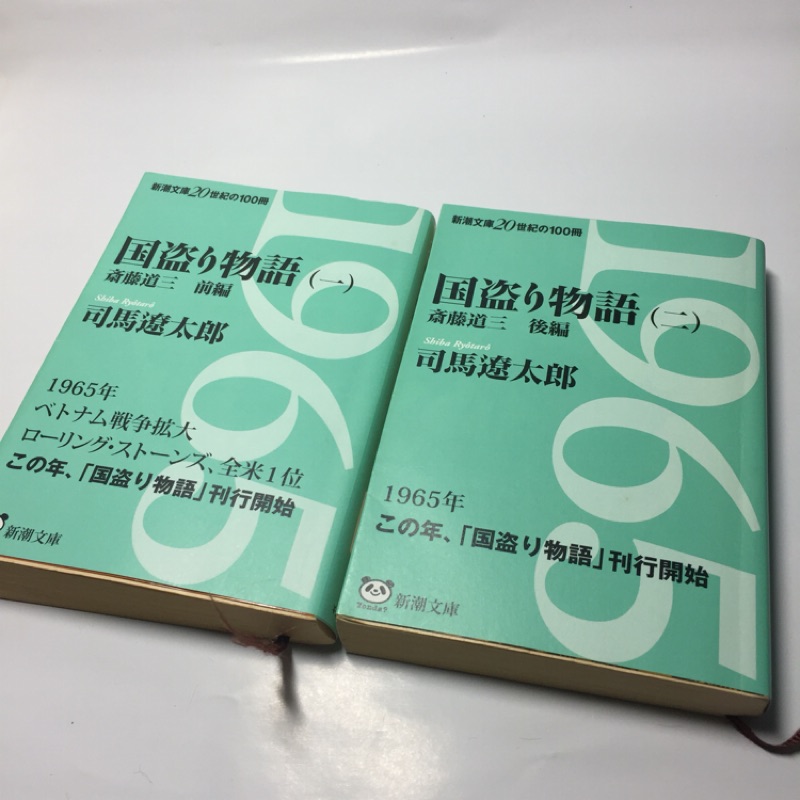 新潮文庫20世紀の100冊
国盗り物語(一)
斎藤道三 前編
Shiba Ryôtarô
司馬遼太郎
1965年
ベトナム戦争拡大
ローリング・ストーンズ、全米1位
この年、「国盗り物語」刊行開始
新潮文庫
1965
新潮文庫20世紀の100冊
国盗り物語(二)
斎藤道三 後編
Shiba Ryôtarô
司馬遼太郎
1965年
この年、「国盗り物語」刊行開始
Yonda?
新潮文庫
1965